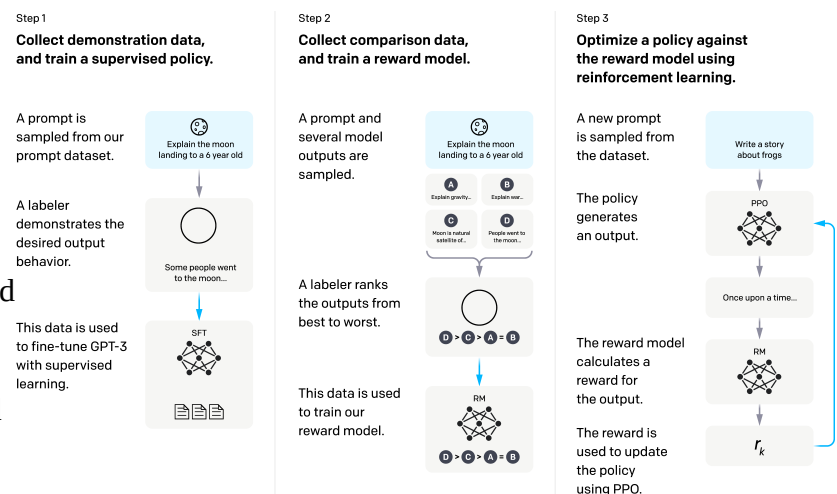 Step 1
Collect demonstration data,
and train a supervised policy.
A prompt is
sampled from our
prompt dataset.
Explain the moon
landing to a 6 year old
A labeler
demonstrates the
desired output
behavior.
Some people went
to the moon...
This data is used
to fine-tune GPT-3
with supervised
learning.
SFT
Step 2
Collect comparison data,
and train a reward model.
A prompt and
several model
outputs are
sampled.
Explain the moon
landing to a 6 year old
A
Explain gravity...
B
Explain war...
C
Moon is natural
satellite of...
D
People went to
the moon...
A labeler ranks
the outputs from
best to worst.
D > C > A = B
This data is used
to train our
reward model.
RM
D > C > A = B
Step 3
Optimize a policy against
the reward model using
reinforcement learning.
A new prompt
is sampled from
the dataset.
Write a story
about frogs
The policy
generates
an output.
PPO
Once upon a time...
The reward model
calculates a
reward for
the output.
RM
The reward is
used to update
the policy
using PPO.
rₖ
d